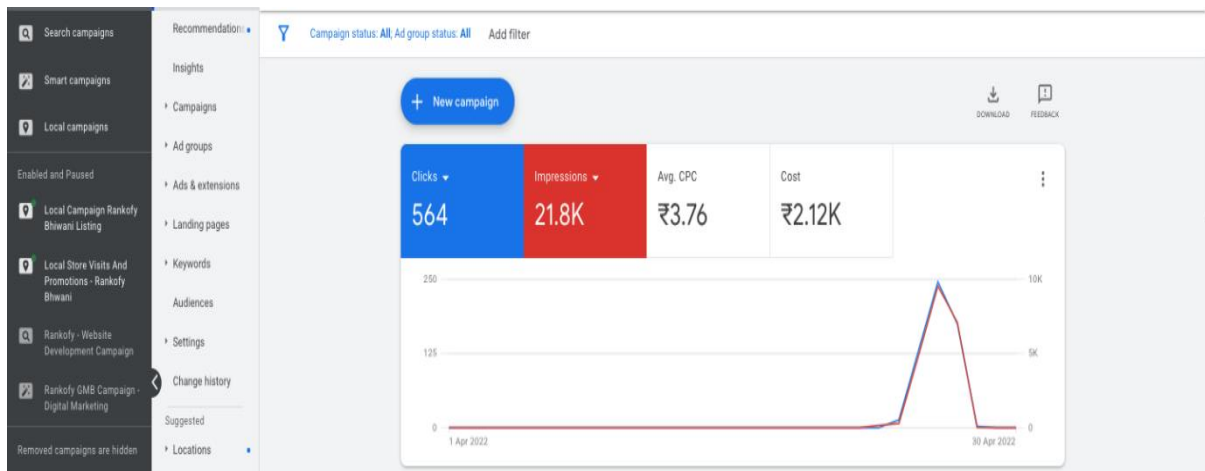 Search campaigns
Smart campaigns
Local campaigns
Enabled and Paused
Local Campaign Rankofy
Bhiwani Listing
Local Store Visits And
Promotions - Rankofy
Bhwani
Rankofy - Website
Development Campaign
Rankofy GMB Campaign -
Digital Marketing
Removed campaigns are hidden
Recommendations
Insights
Campaigns
Ad groups
Ads & extensions
Landing pages
Keywords
Audiences
Settings
Change history
Suggested
Locations
Campaign status: All; Ad group status: All Add filter
+ New campaign
DOWNLOAD FEEDBACK
Clicks Impressions Avg. CPC Cost
564 21.8K ₹3.76 ₹2.12K
250 10K
125 5K
0 0
1 Apr 2022 30 Apr 2022